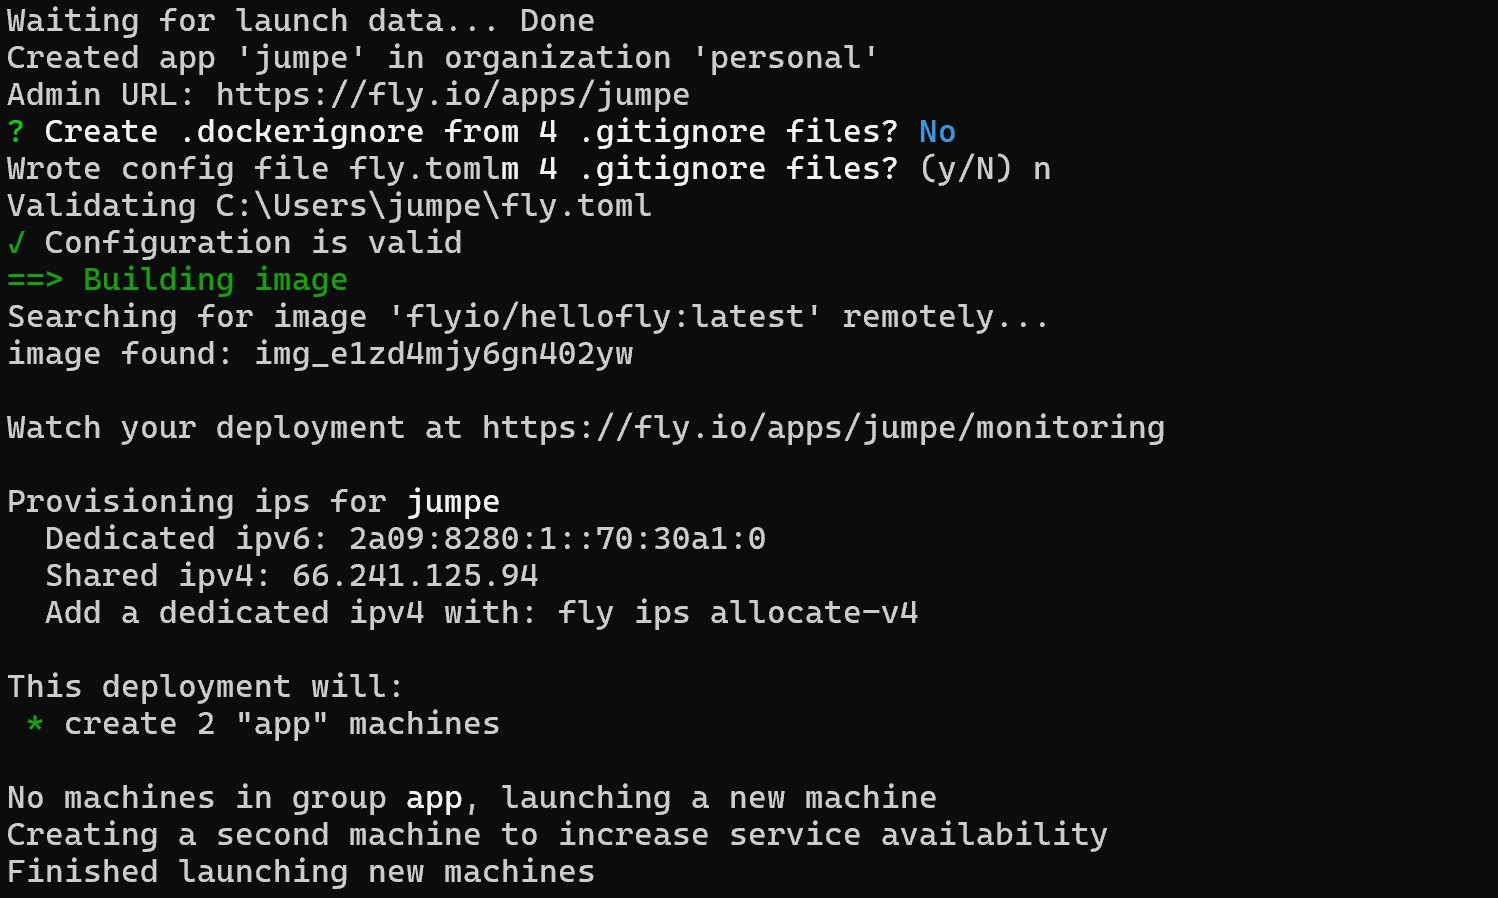 Waiting for launch data... Done
Created app 'jumpe' in organization 'personal'
Admin URL: https://fly.io/apps/jumpe
? Create .dockerignore from 4 .gitignore files? No
Wrote config file fly.tomlm 4 .gitignore files? (y/N) n
Validating C:\Users\jumpe\fly.toml
✓ Configuration is valid
==> Building image
Searching for image 'flyio/hellofly:latest' remotely...
image found: img_e1zd4mjy6gn402yw
Watch your deployment at https://fly.io/apps/jumpe/monitoring
Provisioning ips for jumpe
Dedicated ipv6: 2a09:8280:1::70:30a1:0
Shared ipv4: 66.241.125.94
Add a dedicated ipv4 with: fly ips allocate-v4
This deployment will:
* create 2 "app" machines
No machines in group app, launching a new machine
Creating a second machine to increase service availability
Finished launching new machines